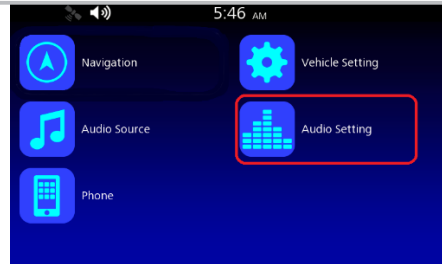 5:46 AM
Navigation
Vehicle Setting
Audio Source
Audio Setting
Phone